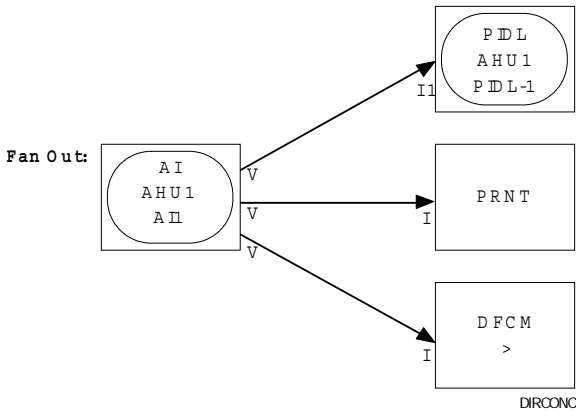 PIDL
AHU1
PIDL-1
I1
Fan Out:
AI
AHU1
AI1
V
V
V
I
PRNT
I
DFCM
>
DIRCONC